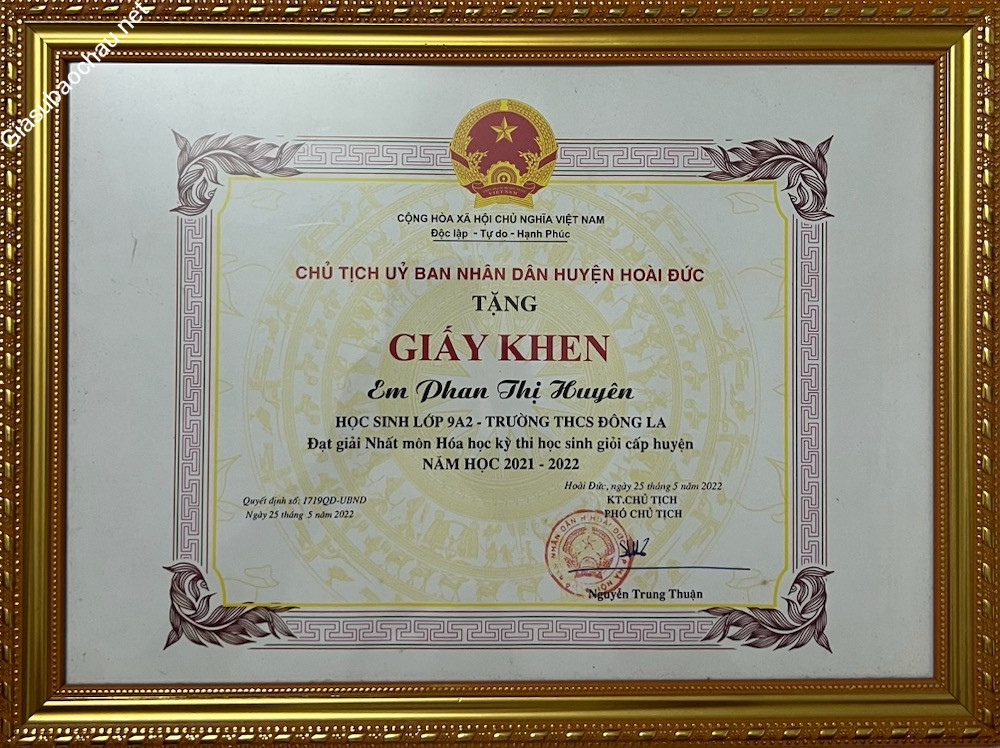 Giasubaochau.net
CỘNG HÒA XÃ HỘI CHỦ NGHĨA VIỆT NAM
Độc lập - Tự do - Hạnh Phúc
CHỦ TỊCH UỶ BAN NHÂN DÂN HUYỆN HOÀI ĐỨC
TẶNG
GIẤY KHEN
Em Phan Thị Huyên
HỌC SINH LỚP 9A2 - TRƯỜNG THCS ĐÔNG LA
Đạt giải Nhất môn Hóa học kỳ thi học sinh giỏi cấp huyện
NĂM HỌC 2021 - 2022
Quyết định số: 1719QD-UBND
Ngày 25 tháng 5 năm 2022
Hoài Đức, ngày 25 tháng 5 năm 2022
KT.CHỦ TỊCH
PHÓ CHỦ TỊCH
Nguyễn Trung Thuận